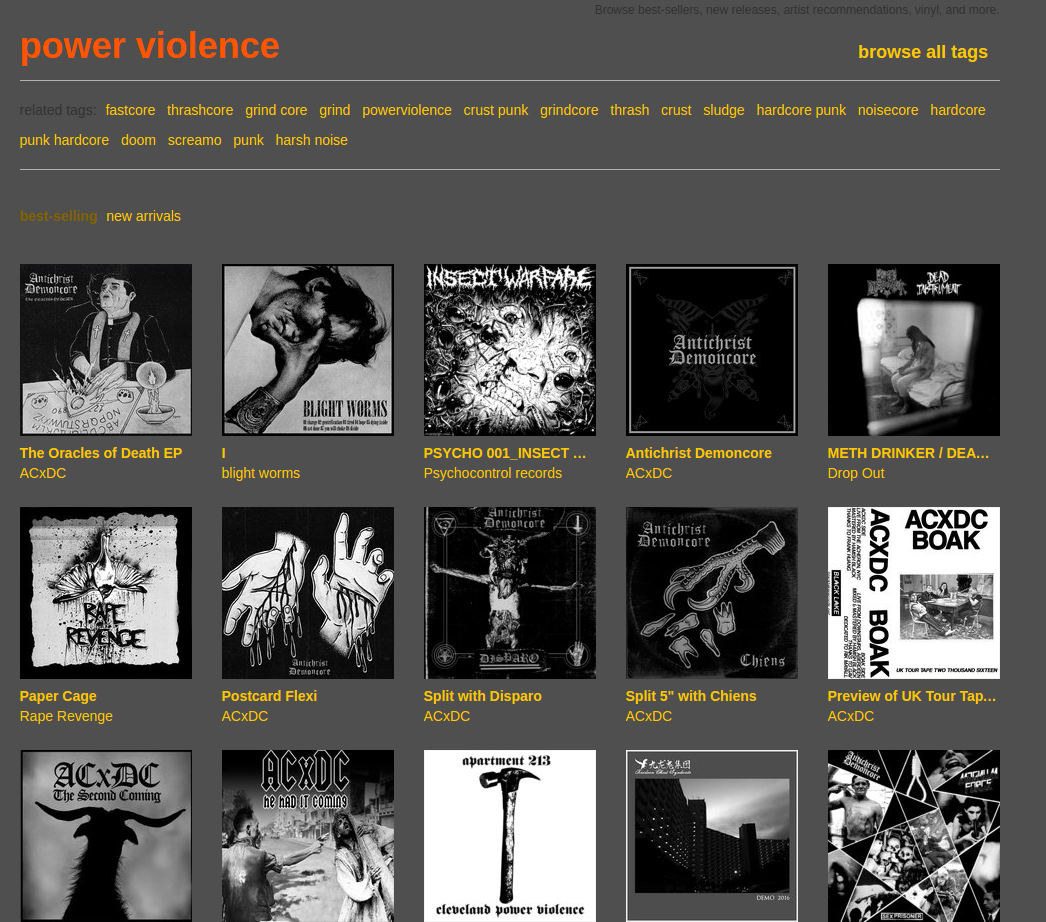 Browse best-sellers, new releases, artist recommendations, vinyl, and more.
power violence
browse all tags
related tags: fastcore thrashcore grind core grind powerviolence crust punk grindcore thrash crust sludge hardcore punk noisecore hardcore
punk hardcore doom screamo punk harsh noise
best-selling new arrivals
Antichrist
Demoncore
THE ORACLES OF DEATH
BLIGHT WORMS
INSECT WARFARE
Antichrist
Demoncore
DEAD
INSTRUMENT
The Oracles of Death EP
ACxDC
I
blight worms
PSYCHO 001_INSECT ...
Psychocontrol records
Antichrist Demoncore
ACxDC
METH DRINKER / DEA...
Drop Out
RAPE
REVENGE
Antichrist
Demoncore
Antichrist
Demoncore
DISPARO
Antichrist
Demoncore
Chiens
ACXDC
BOAK
ACXDC BOAK
BLACK LAKE
UK TOUR TAPE TWO THOUSAND SIXTEEN
Paper Cage
Rape Revenge
Postcard Flexi
ACxDC
Split with Disparo
ACxDC
Split 5" with Chiens
ACxDC
Preview of UK Tour Tap...
ACxDC
ACxDC
The Second Coming
ACxDC
he had it coming
apartment 213
cleveland power violence
DEMO 2016
Antichrist
Demoncore
SEX PRISONER